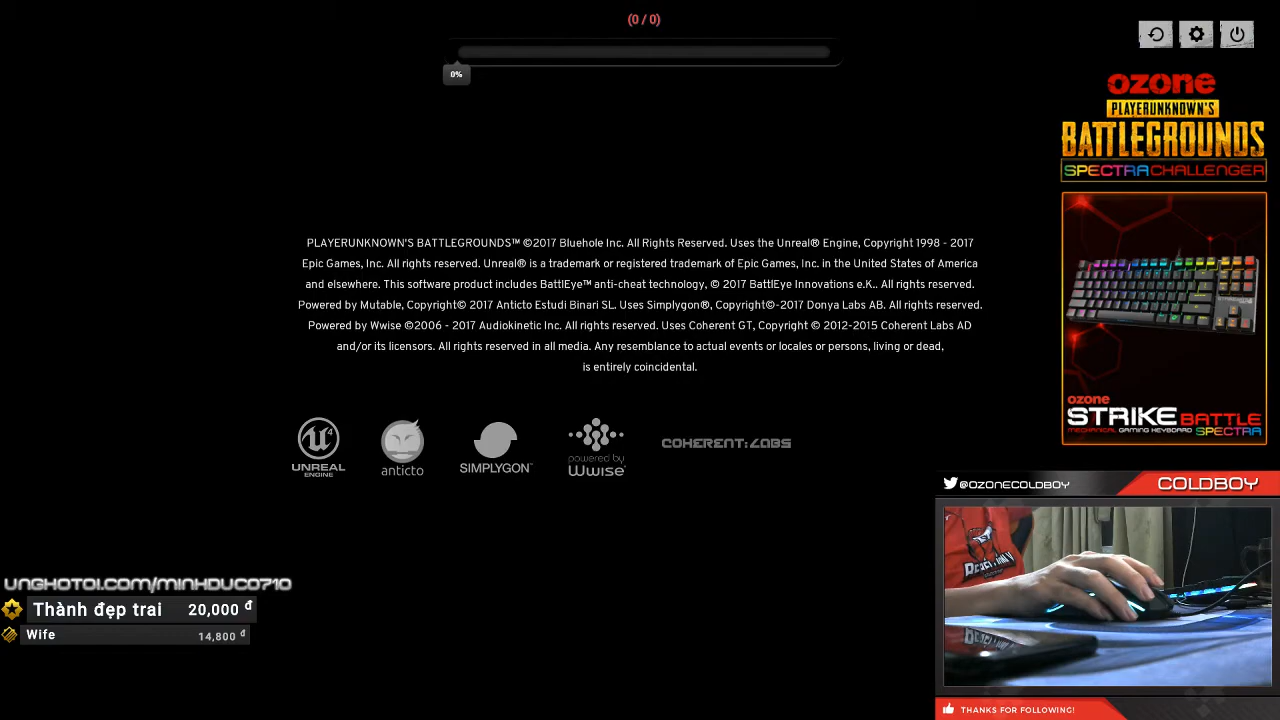 (0 / 0)
0%
ozone
PLAYERUNKNOWN'S
BATTLEGROUNDS
SPECTRACHALLENGER
PLAYERUNKNOWN'S BATTLEGROUNDS™ ©2017 Bluehole Inc. All Rights Reserved. Uses the Unreal® Engine, Copyright 1998 - 2017
Epic Games, Inc. All rights reserved. Unreal® is a trademark or registered trademark of Epic Games, Inc. in the United States of America
and elsewhere. This software product includes BattlEye™ anti-cheat technology, © 2017 BattlEye Innovations e.K.. All rights reserved.
Powered by Mutable, Copyright© 2017 Anticto Estudi Binari SL. Uses Simplygon®, Copyright©-2017 Donya Labs AB. All rights reserved.
Powered by Wwise ©2006 - 2017 Audiokinetic Inc. All rights reserved. Uses Coherent GT, Copyright © 2012-2015 Coherent Labs AD
and/or its licensors. All rights reserved in all media. Any resemblance to actual events or locales or persons, living or dead,
is entirely coincidental.
ozone
STRIKE BATTLE
MECHANICAL GAMING KEYBOARD SPECTRA
4
UNREAL
ENGINE
anticto
SIMPLYGON™
powered by
Wwise
COHERENT:LABS
@OZONECOLDBOY
COLDBOY
UNGHOTOI.COM/MINHDUC0710
Thành đẹp trai 20,000 đ
Wife 14,800 đ
THANKS FOR FOLLOWING!